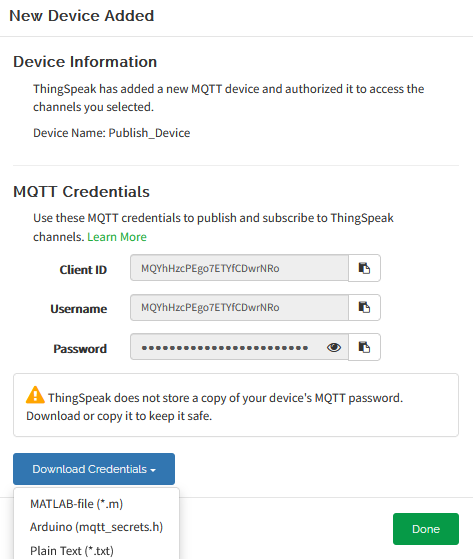 New Device Added
Device Information
ThingSpeak has added a new MQTT device and authorized it to access the
channels you selected.
Device Name: Publish_Device
MQTT Credentials
Use these MQTT credentials to publish and subscribe to ThingSpeak
channels. Learn More
Client ID MQYhHzcPEgo7ETYfCDwrNRo
Username MQYhHzcPEgo7ETYfCDwrNRo
Password ••••••••••••••••••••••••
ThingSpeak does not store a copy of your device's MQTT password.
Download or copy it to keep it safe.
Download Credentials
MATLAB-file (*.m)
Arduino (mqtt_secrets.h)
Plain Text (*.txt)
Done